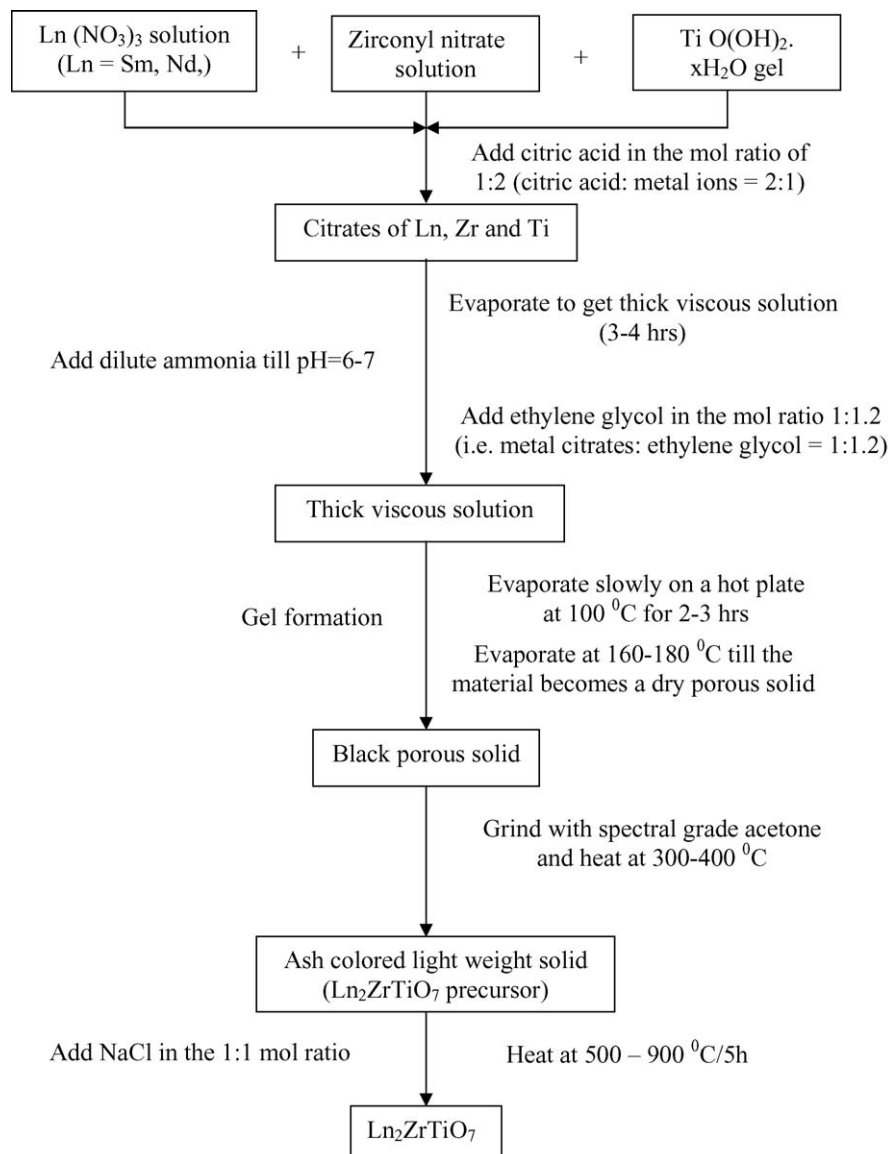 Ln (NO₃)₃ solution
(Ln = Sm, Nd,)
+
Zirconyl nitrate
solution
+
Ti O(OH)₂.
xH₂O gel
Add citric acid in the mol ratio of
1:2 (citric acid: metal ions = 2:1)
Citrates of Ln, Zr and Ti
Evaporate to get thick viscous solution
(3-4 hrs)
Add dilute ammonia till pH=6-7
Add ethylene glycol in the mol ratio 1:1.2
(i.e. metal citrates: ethylene glycol = 1:1.2)
Thick viscous solution
Evaporate slowly on a hot plate
at 100 ⁰C for 2-3 hrs
Gel formation
Evaporate at 160-180 ⁰C till the
material becomes a dry porous solid
Black porous solid
Grind with spectral grade acetone
and heat at 300-400 ⁰C
Ash colored light weight solid
(Ln₂ZrTiO₇ precursor)
Add NaCl in the 1:1 mol ratio
Heat at 500 – 900 ⁰C/5h
Ln₂ZrTiO₇